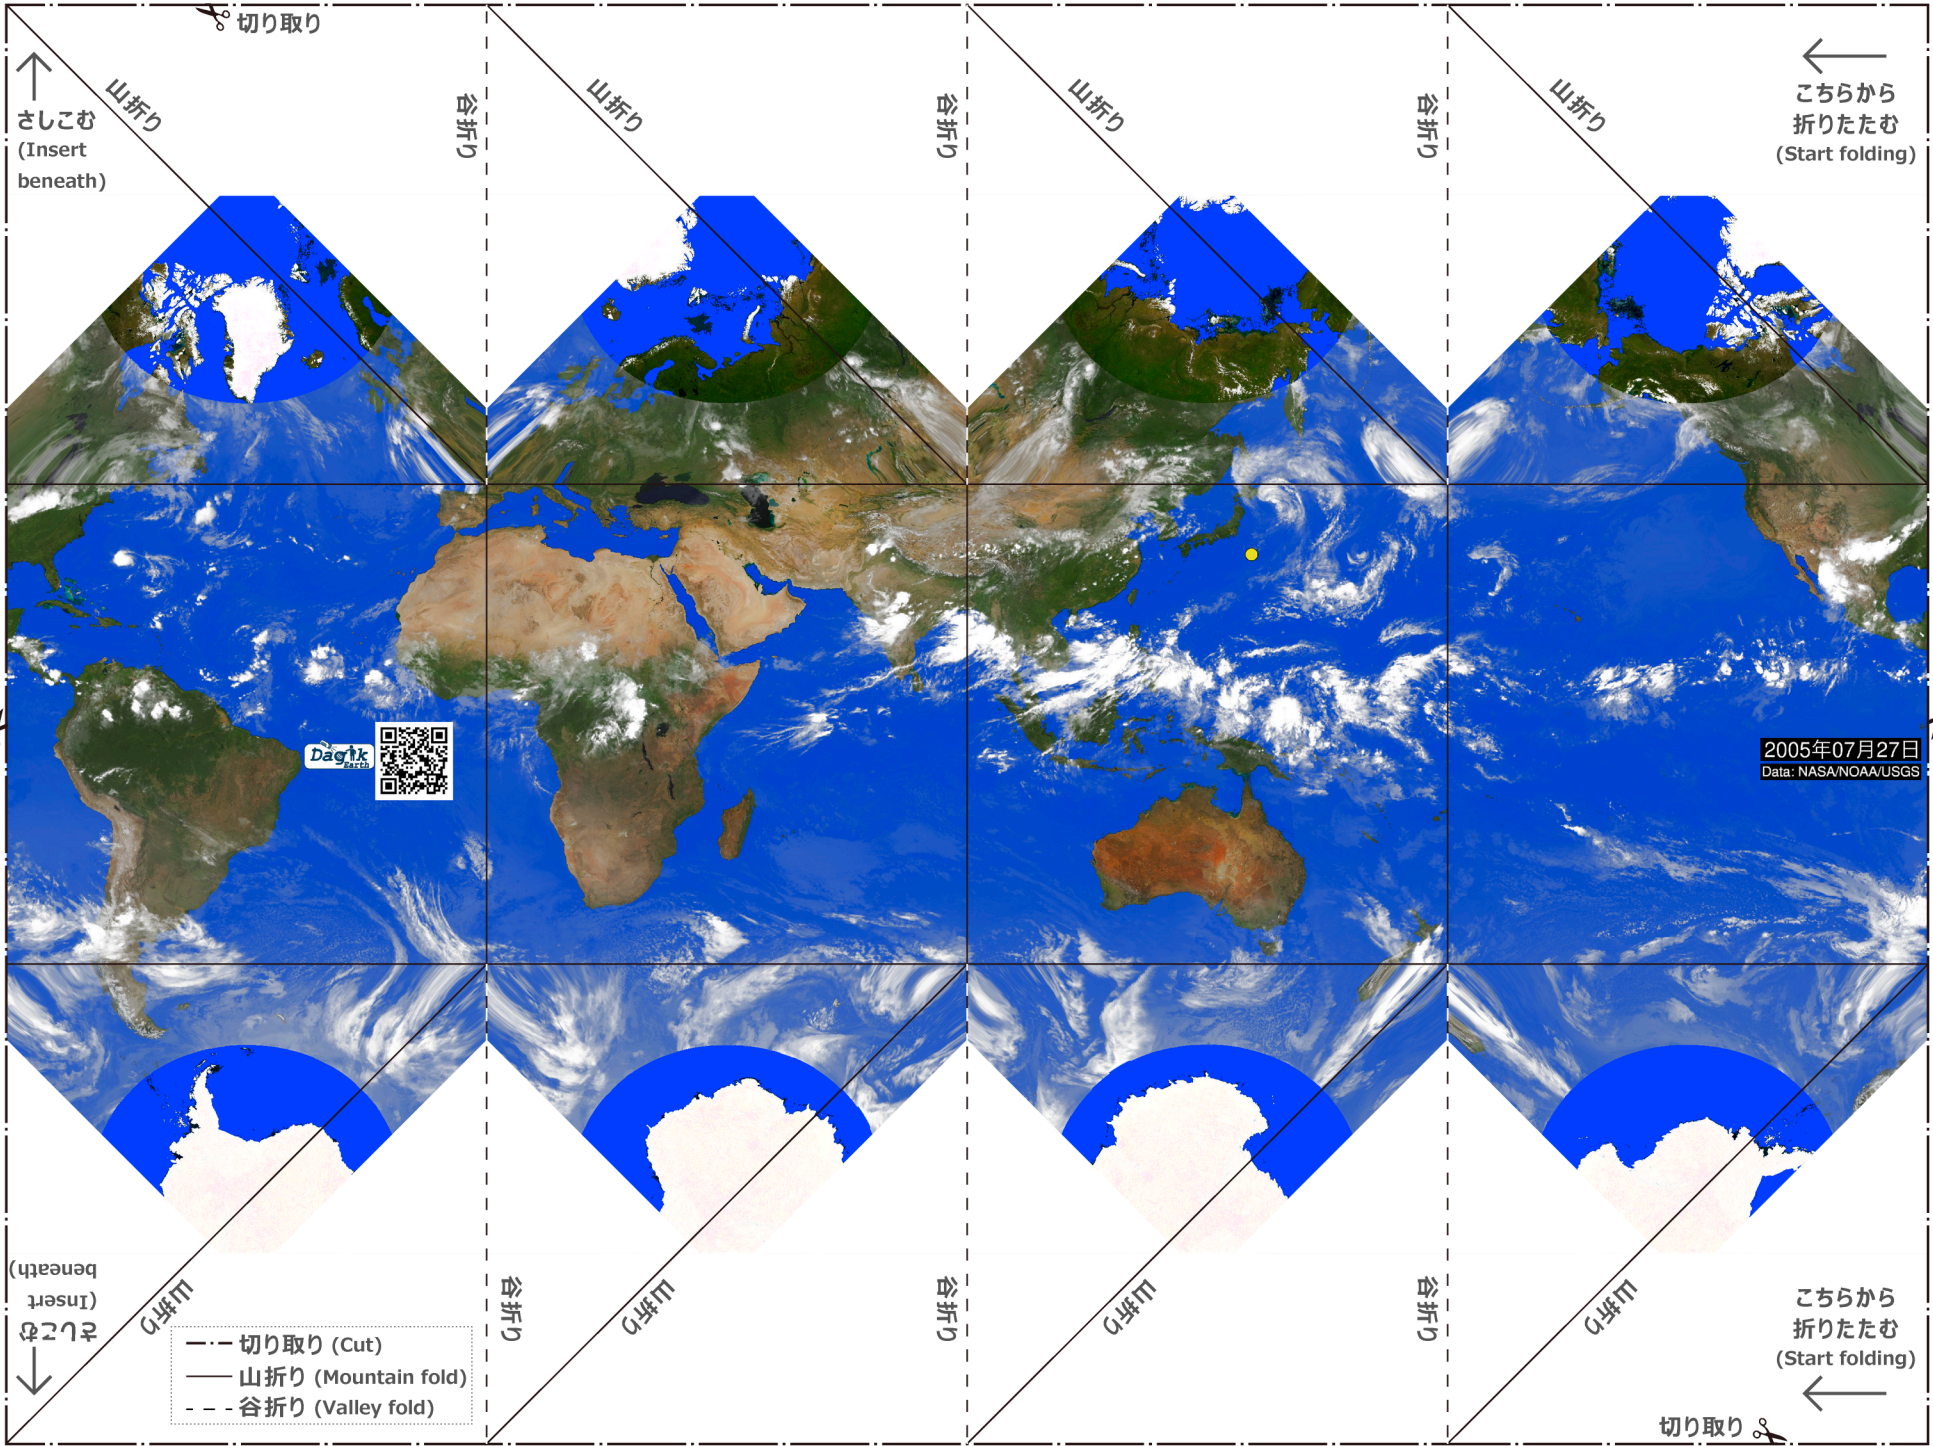 切り取り
山折り
谷折り
山折り
谷折り
山折り
谷折り
山折り
さしこむ
(Insert
beneath)
こちらから
折りたたむ
(Start folding)
Dagik
Earth
2005年07月27日
Data: NASA/NOAA/USGS
さしこむ
(Insert
beneath)
山折り
谷折り
山折り
谷折り
山折り
谷折り
山折り
こちらから
折りたたむ
(Start folding)
切り取り (Cut)
山折り (Mountain fold)
谷折り (Valley fold)
切り取り